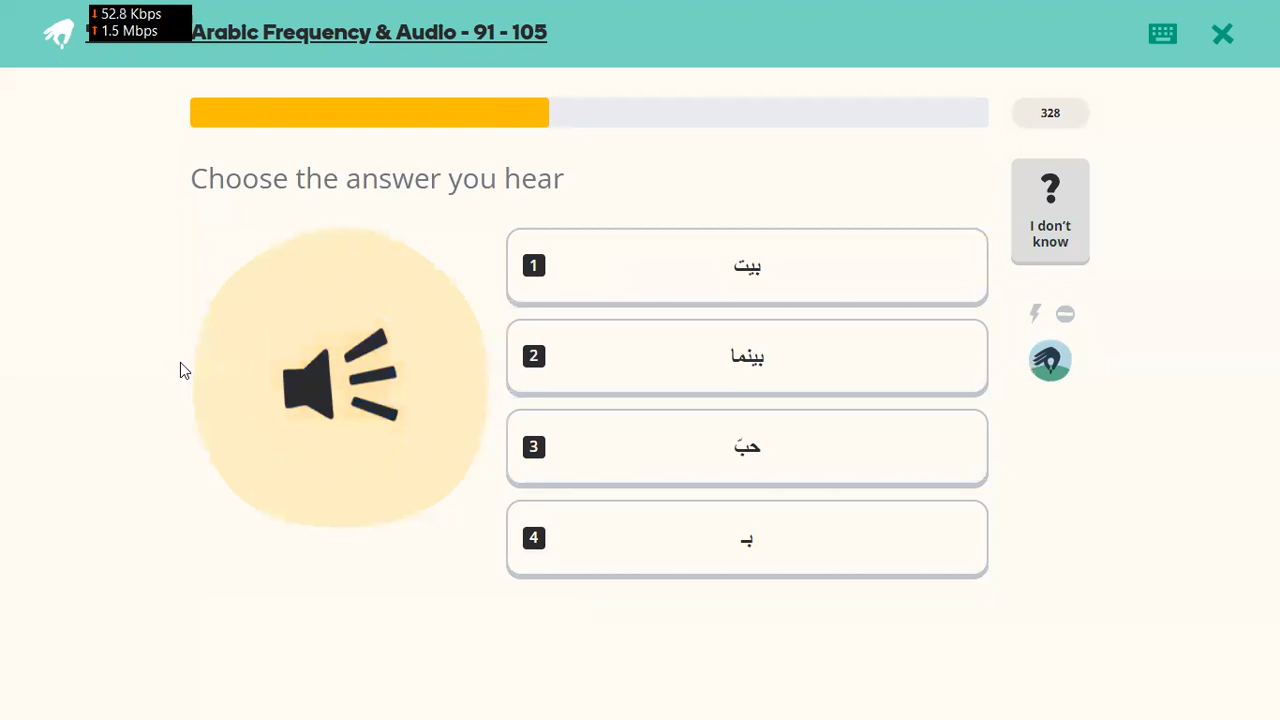 ↓ 52.8 Kbps
↑ 1.5 Mbps
Arabic Frequency & Audio - 91 - 105
328
Choose the answer you hear
?
I don't
know
1 بيت
2 بينما
3 حبّ
4 بـ